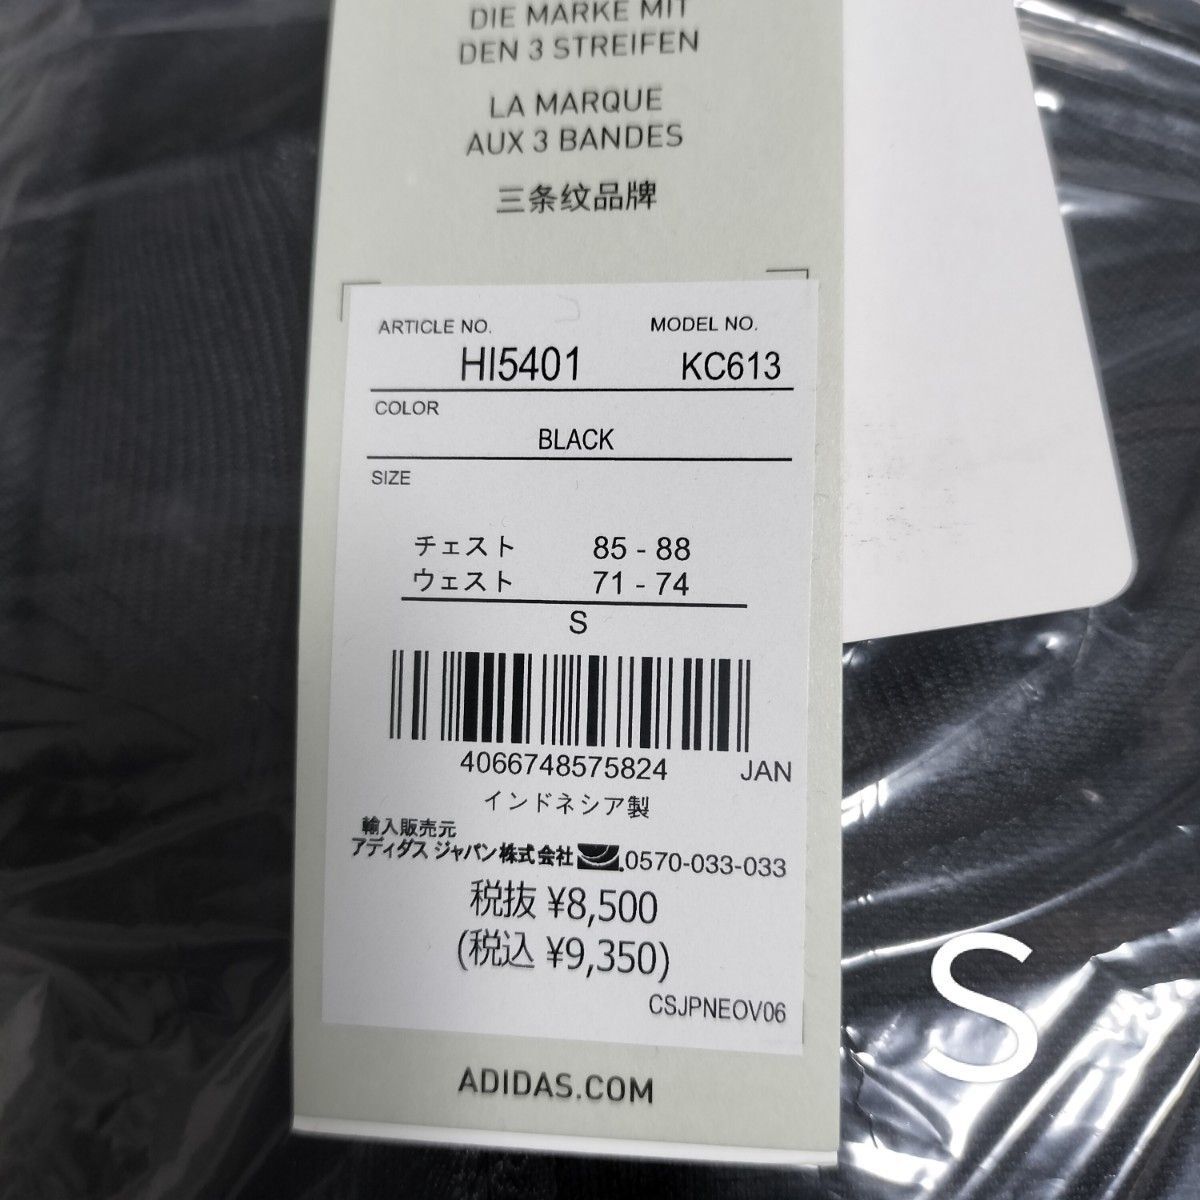 DIE MARKE MIT
DEN 3 STREIFEN
LA MARQUE
AUX 3 BANDES
三条纹品牌
ARTICLE NO. MODEL NO.
HI5401 KC613
COLOR
BLACK
SIZE
チェスト 85 - 88
ウェスト 71 - 74
S
4066748575824 JAN
インドネシア製
輸入販売元
アディダス ジャパン株式会社 .0570-033-033
税抜 ¥8,500
(税込 ¥9,350)
CSJPNEOV06
ADIDAS.COM
S